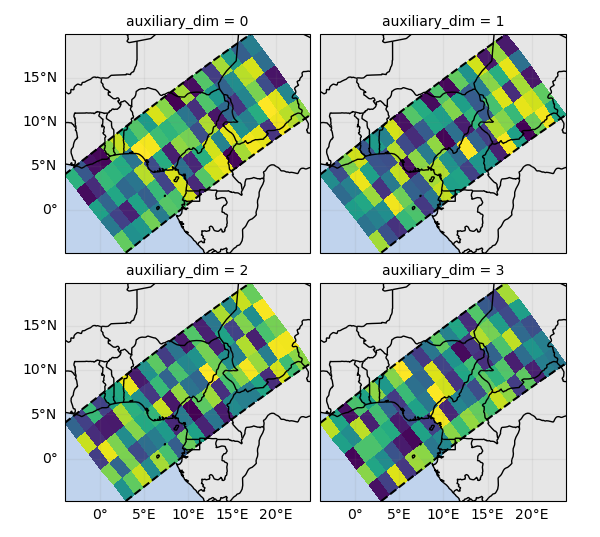 auxiliary_dim = 0 auxiliary_dim = 1
15°N
10°N
5°N
0°
auxiliary_dim = 2 auxiliary_dim = 3
15°N
10°N
5°N
0°
0° 5°E 10°E 15°E 20°E 0° 5°E 10°E 15°E 20°E